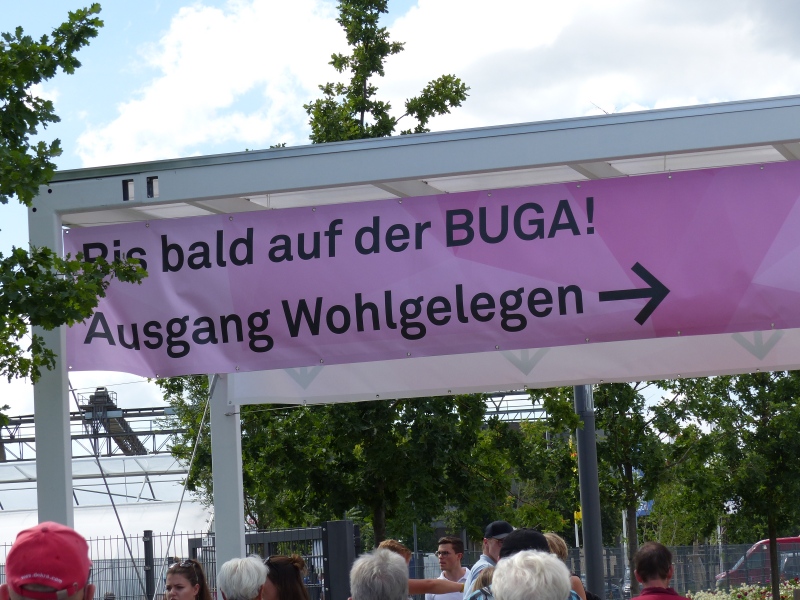 Bis bald auf der BUGA!
Ausgang Wohlgelegen →